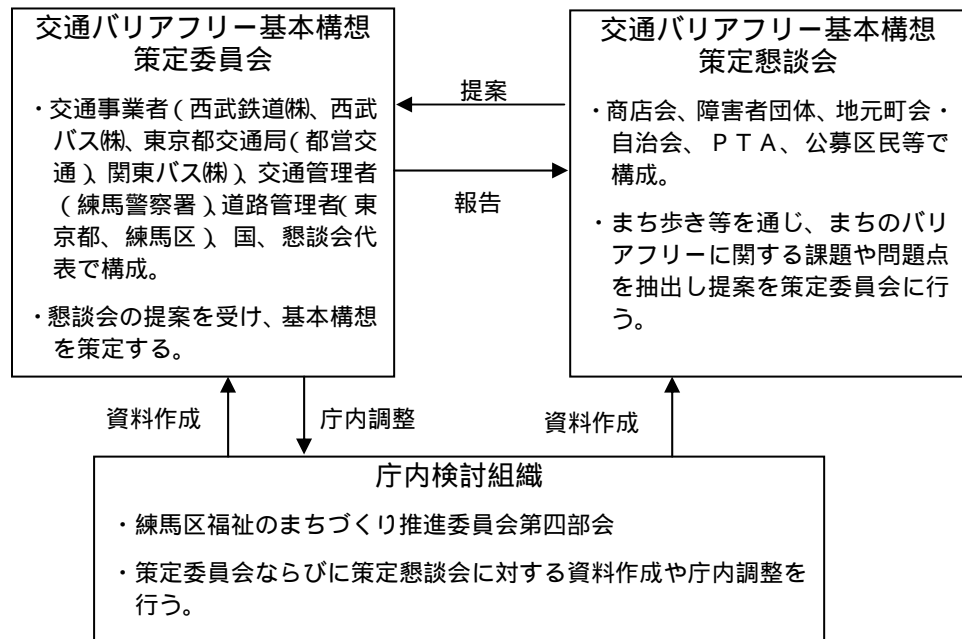 交通バリアフリー基本構想
策定委員会
・交通事業者(西武鉄道㈱、西武
バス㈱、東京都交通局(都営交
通)、関東バス㈱)、交通管理者
(練馬警察署)、道路管理者(東
京都、練馬区)、国、懇談会代
表で構成。
・懇談会の提案を受け、基本構想
を策定する。
提案
報告
交通バリアフリー基本構想
策定懇談会
・商店会、障害者団体、地元町会・
自治会、ＰＴＡ、公募区民等で
構成。
・まち歩き等を通じ、まちのバリ
アフリーに関する課題や問題点
を抽出し提案を策定委員会に行
う。
資料作成
庁内調整
資料作成
庁内検討組織
・練馬区福祉のまちづくり推進委員会第四部会
・策定委員会ならびに策定懇談会に対する資料作成や庁内調整を
行う。